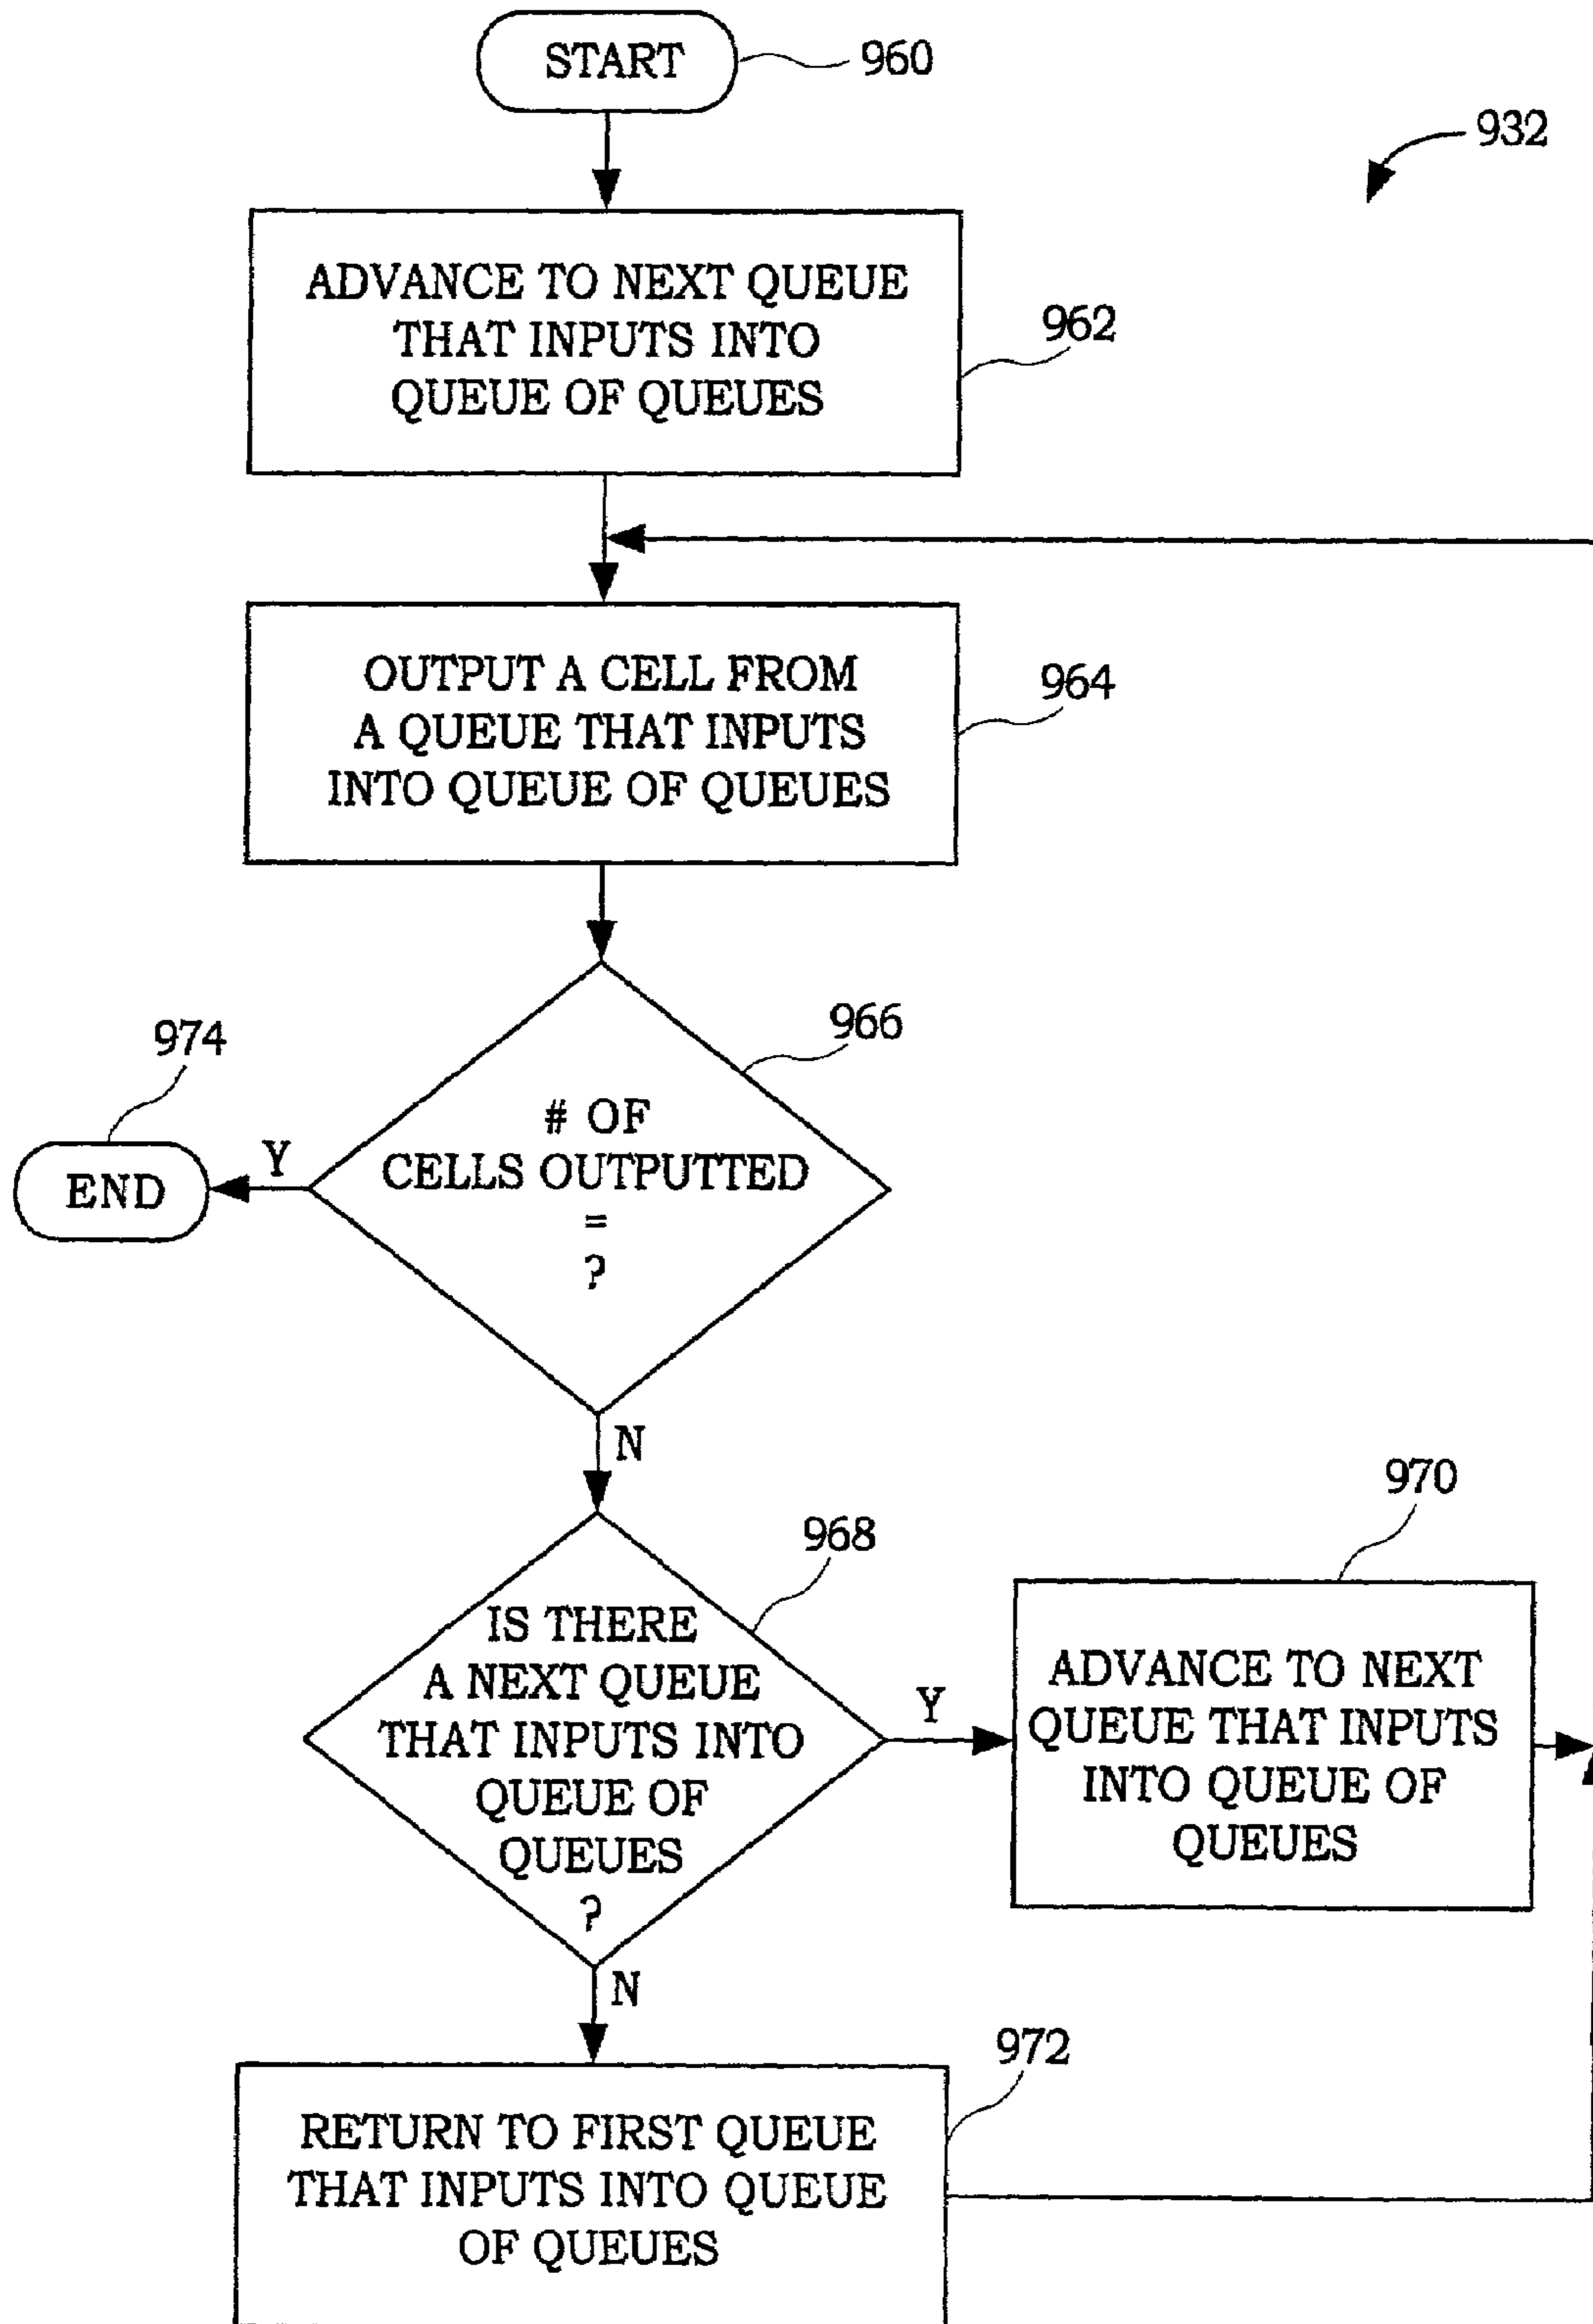 START
960
932
ADVANCE TO NEXT QUEUE
THAT INPUTS INTO
QUEUE OF QUEUES
962
OUTPUT A CELL FROM
A QUEUE THAT INPUTS
INTO QUEUE OF QUEUES
964
966
# OF
CELLS OUTPUTTED
=
?
974
END
Y
N
968
IS THERE
A NEXT QUEUE
THAT INPUTS INTO
QUEUE OF
QUEUES
?
Y
970
ADVANCE TO NEXT
QUEUE THAT INPUTS
INTO QUEUE OF
QUEUES
N
972
RETURN TO FIRST QUEUE
THAT INPUTS INTO QUEUE
OF QUEUES